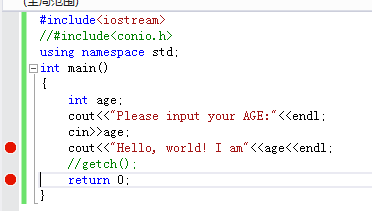 (全局范围)
#include<iostream>
//#include<conio.h>
using namespace std;
int main()
{
int age;
cout<<"Please input your AGE:"<<endl;
cin>>age;
cout<<"Hello, world! I am"<<age<<endl;
//getch();
return 0;
}